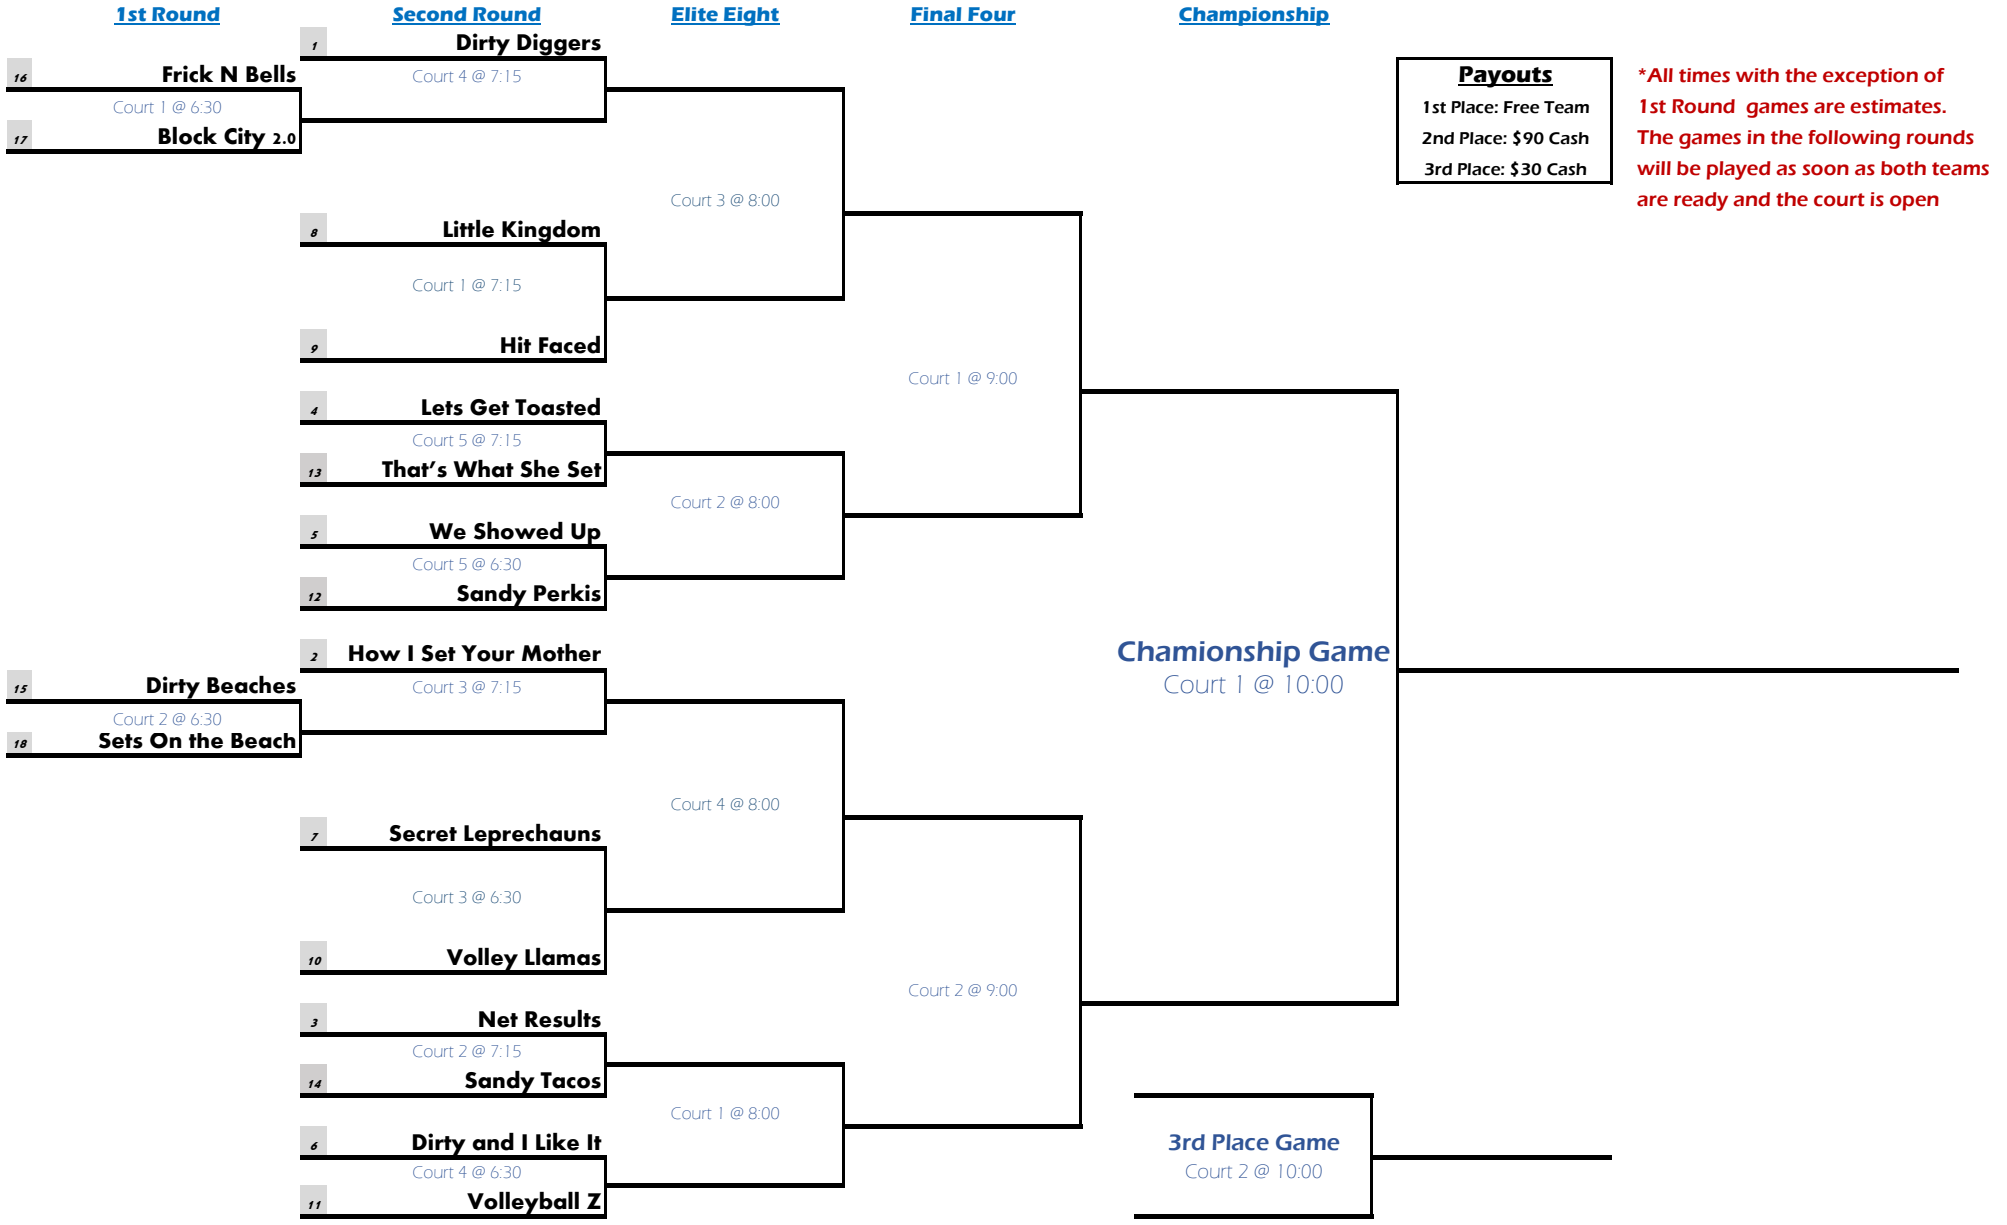 1st Round
Second Round
Elite Eight
Final Four
Championship
1 Dirty Diggers
16 Frick N Bells
Court 4 @ 7:15
Court 1 @ 6:30
17 Block City 2.0
Payouts
1st Place: Free Team
2nd Place: $90 Cash
3rd Place: $30 Cash
*All times with the exception of
1st Round games are estimates.
The games in the following rounds
will be played as soon as both teams
are ready and the court is open
Court 3 @ 8:00
8 Little Kingdom
Court 1 @ 7:15
9 Hit Faced
Court 1 @ 9:00
4 Lets Get Toasted
Court 5 @ 7:15
13 That's What She Set
Court 2 @ 8:00
5 We Showed Up
Court 5 @ 6:30
12 Sandy Perkis
2 How I Set Your Mother
Chamionship Game
Court 1 @ 10:00
15 Dirty Beaches
Court 3 @ 7:15
Court 2 @ 6:30
18 Sets On the Beach
Court 4 @ 8:00
7 Secret Leprechauns
Court 3 @ 6:30
10 Volley Llamas
Court 2 @ 9:00
3 Net Results
Court 2 @ 7:15
14 Sandy Tacos
Court 1 @ 8:00
6 Dirty and I Like It
Court 4 @ 6:30
11 Volleyball Z
3rd Place Game
Court 2 @ 10:00